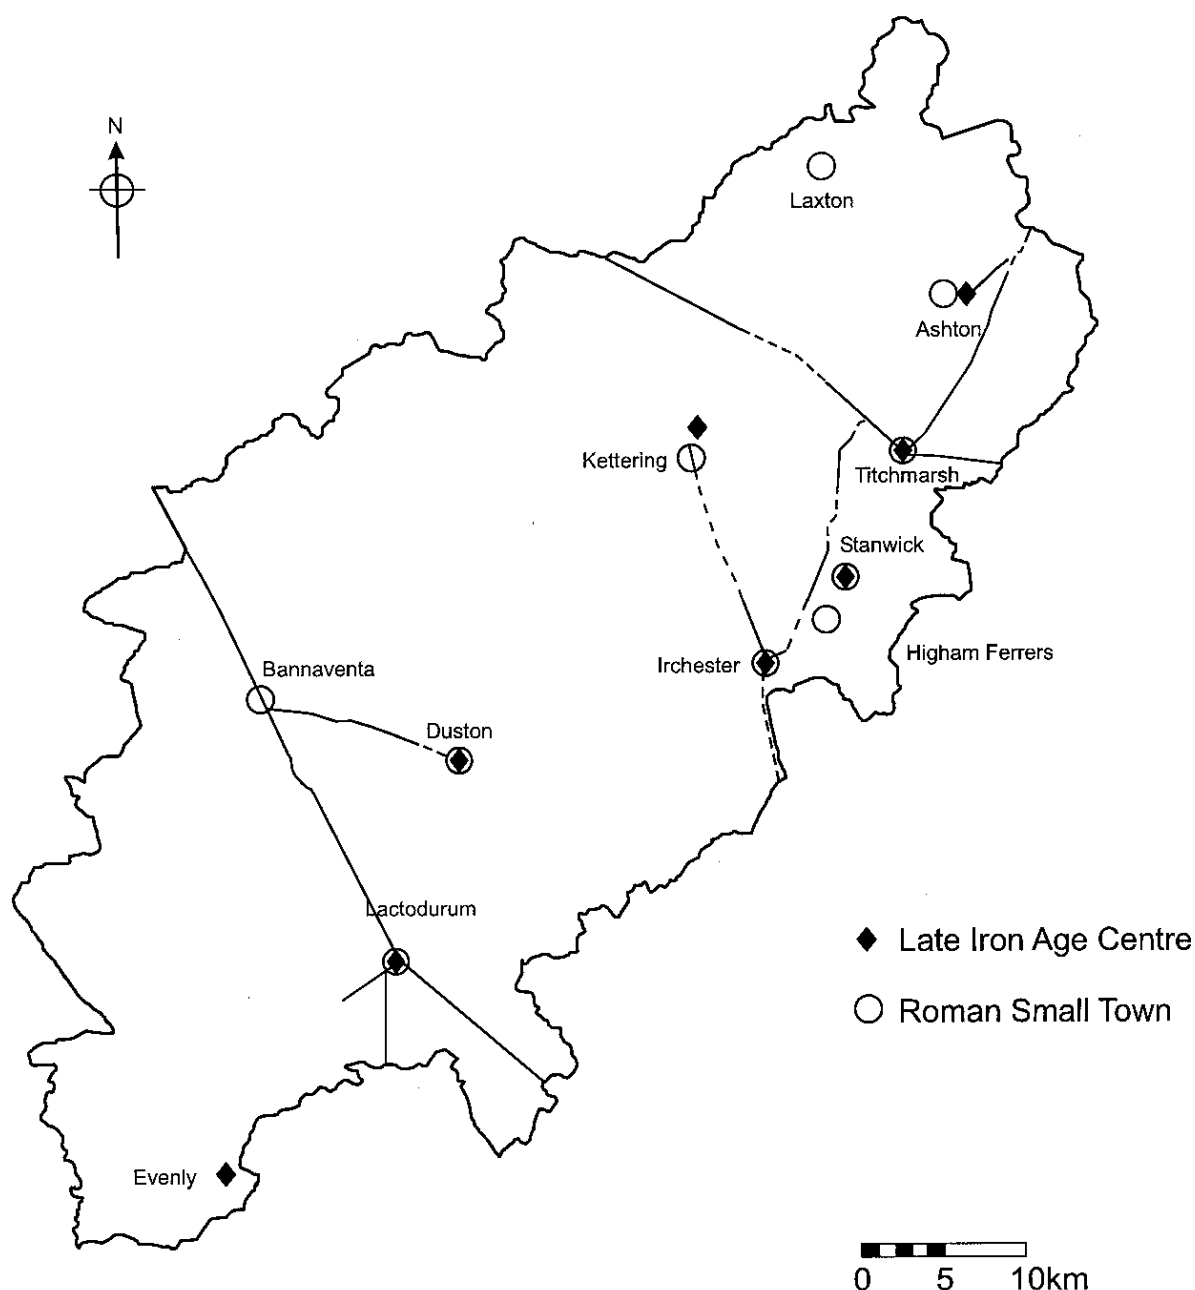 N
Laxton
Ashton
Kettering
Titchmarsh
Stanwick
Irchester
Higham Ferrers
Bannaventa
Duston
Lactodurum
Late Iron Age Centre
Roman Small Town
Evenly
0 5 10km